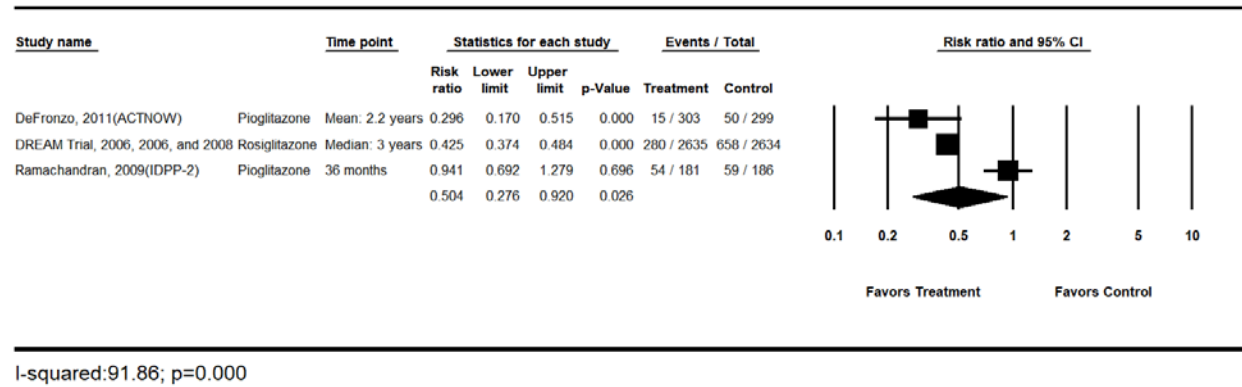 Study name Time point Statistics for each study Events / Total Risk ratio and 95% CI
Risk ratio Lower limit Upper limit p-Value Treatment Control
DeFronzo, 2011(ACTNOW) Pioglitazone Mean: 2.2 years 0.296 0.170 0.515 0.000 15 / 303 50 / 299
DREAM Trial, 2006, 2006, and 2008 Rosiglitazone Median: 3 years 0.425 0.374 0.484 0.000 280 / 2635 658 / 2634
Ramachandran, 2009(IDPP-2) Pioglitazone 36 months 0.941 0.692 1.279 0.696 54 / 181 59 / 186
0.504 0.276 0.920 0.026
0.1 0.2 0.5 1 2 5 10
Favors Treatment Favors Control
I-squared:91.86; p=0.000